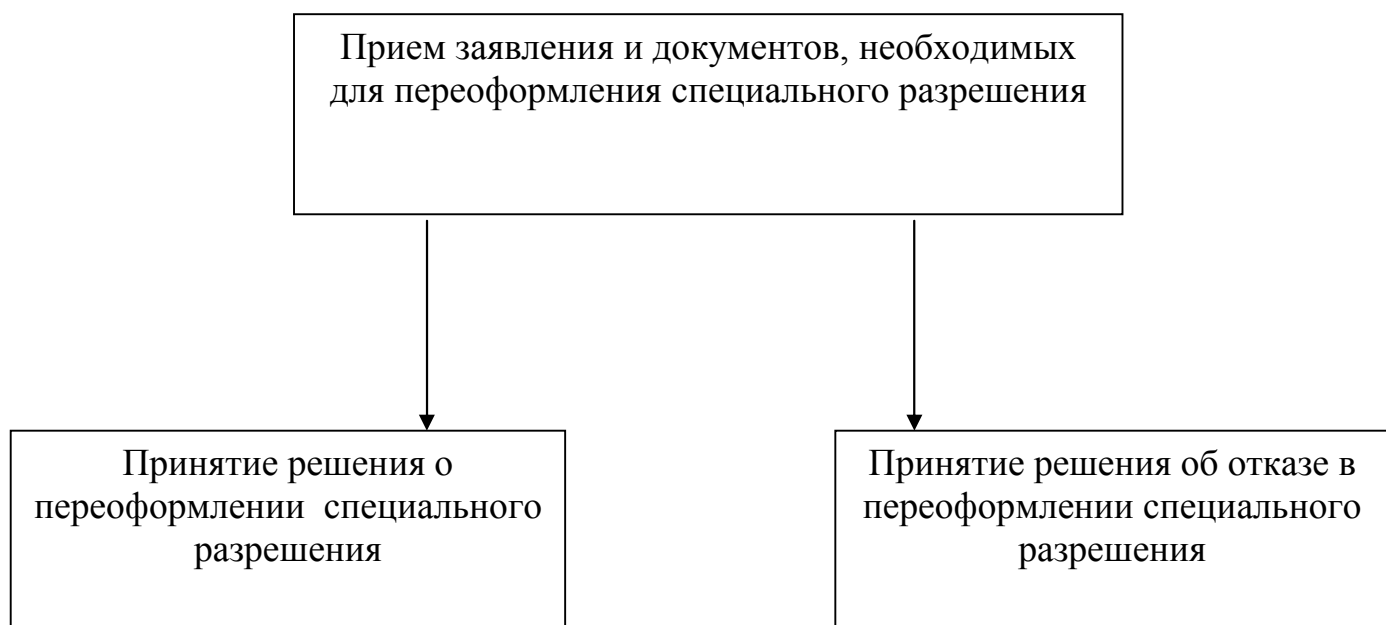 Прием заявления и документов, необходимых
для переоформления специального разрешения
Принятие решения о
переоформлении  специального
разрешения
Принятие решения об отказе в
переоформлении специального
разрешения